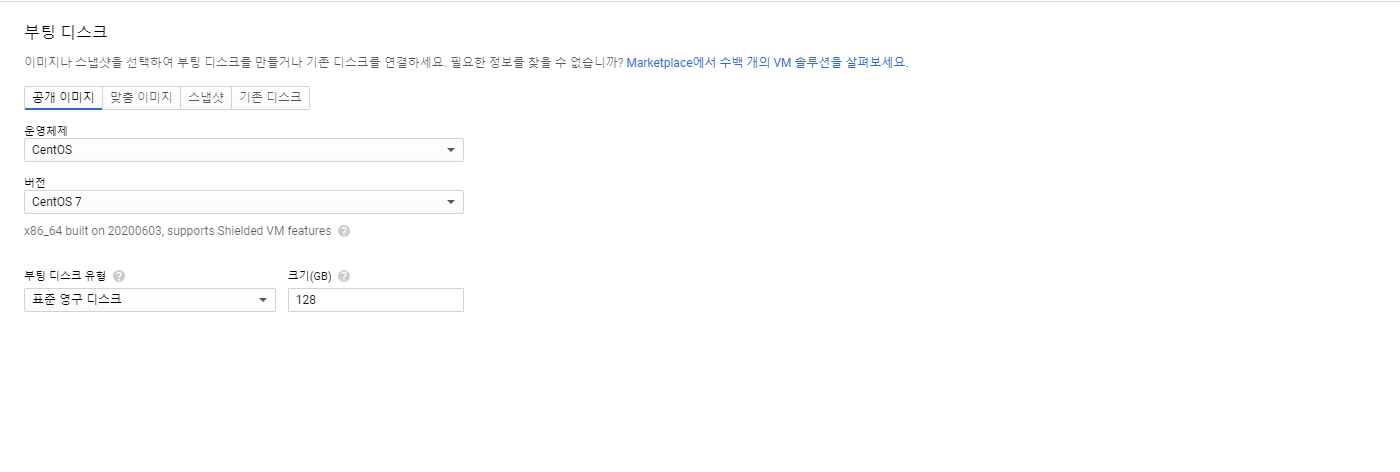 부팅 디스크
이미지나 스냅샷을 선택하여 부팅 디스크를 만들거나 기존 디스크를 연결하세요. 필요한 정보를 찾을 수 없습니까? Marketplace에서 수백 개의 VM 솔루션을 살펴보세요.
공개 이미지 맞춤 이미지 스냅샷 기존 디스크
운영체제
CentOS
버전
CentOS 7
x86_64 built on 20200603, supports Shielded VM features ?
부팅 디스크 유형 ? 크기(GB) ?
표준 영구 디스크 128